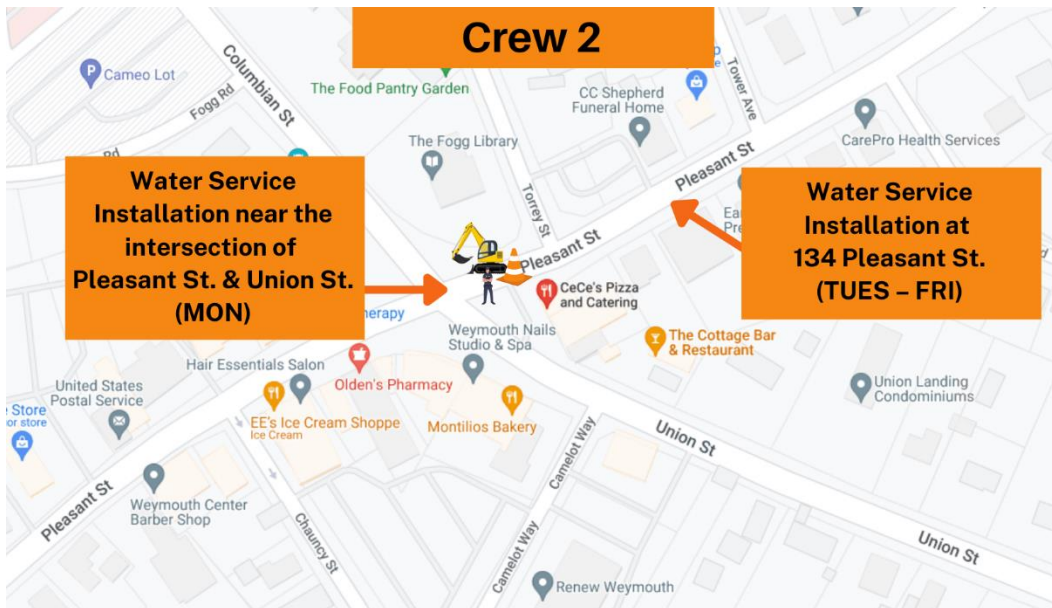 Crew 2
Columbian St
Cameo Lot
Fogg Rd
The Food Pantry Garden
CC Shepherd
Funeral Home
Tower Ave
The Fogg Library
CarePro Health Services
Pleasant St
Rd
Water Service
Installation near the
intersection of
Pleasant St. & Union St.
(MON)
Torrey St
Water Service
Installation at
134 Pleasant St.
(TUES – FRI)
Pleasant St
CeCe's Pizza
and Catering
Weymouth Nails
Studio & Spa
The Cottage Bar
& Restaurant
Hair Essentials Salon
Olden's Pharmacy
United States
Postal Service
Union Landing
Condominiums
Store
EE's Ice Cream Shoppe
Ice Cream
Montilios Bakery
Union St
Camelot Way
Pleasant St
Weymouth Center
Barber Shop
Chauncy St
Camelot Way
Union St
Renew Weymouth